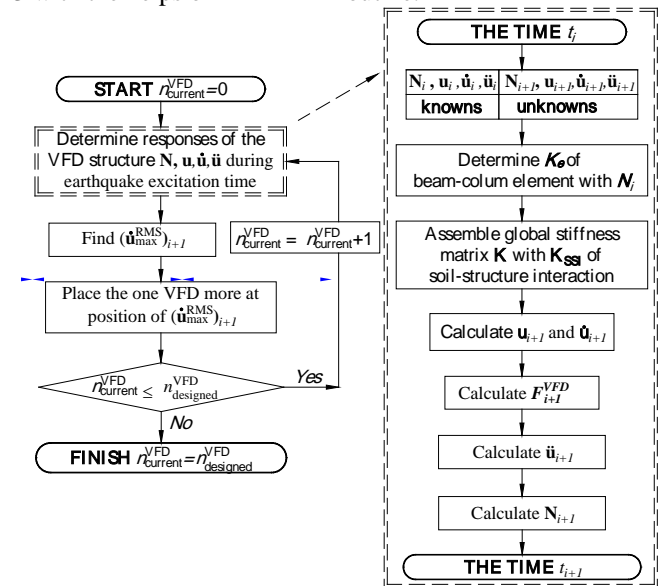 START n^VFD_current=0
Determine responses of the
VFD structure N, u, u̇, ü during
earthquake excitation time
Find (u̇^RMS_max)_i+1
n^VFD_current = n^VFD_current+1
Place the one VFD more at
position of (u̇^RMS_max)_i+1
n^VFD_current ≤ n^VFD_designed
Yes
No
FINISH n^VFD_current=n^VFD_designed
THE TIME t_i
N_i , u_i , u̇_i , ü_i
N_i+1, u_i+1, u̇_i+1, ü_i+1
knowns
unknowns
Determine K_e of
beam-colum element with N_i
Assemble global stiffness
matrix K with K_SSI of
soil-structure interaction
Calculate u_i+1 and u̇_i+1
Calculate F^VFD_i+1
Calculate ü_i+1
Calculate N_i+1
THE TIME t_i+1